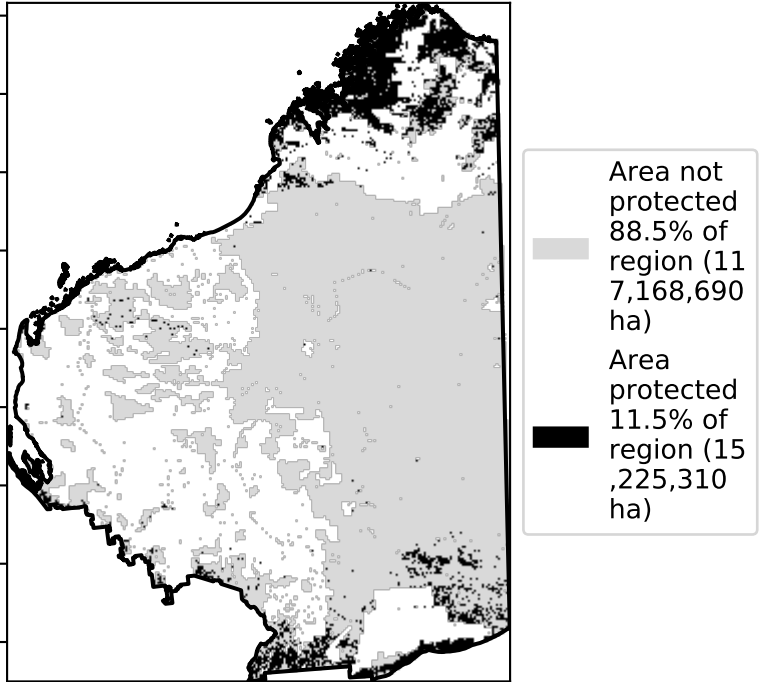 Area not
protected
88.5% of
region (11
7,168,690
ha)
Area
protected
11.5% of
region (15
,225,310
ha)